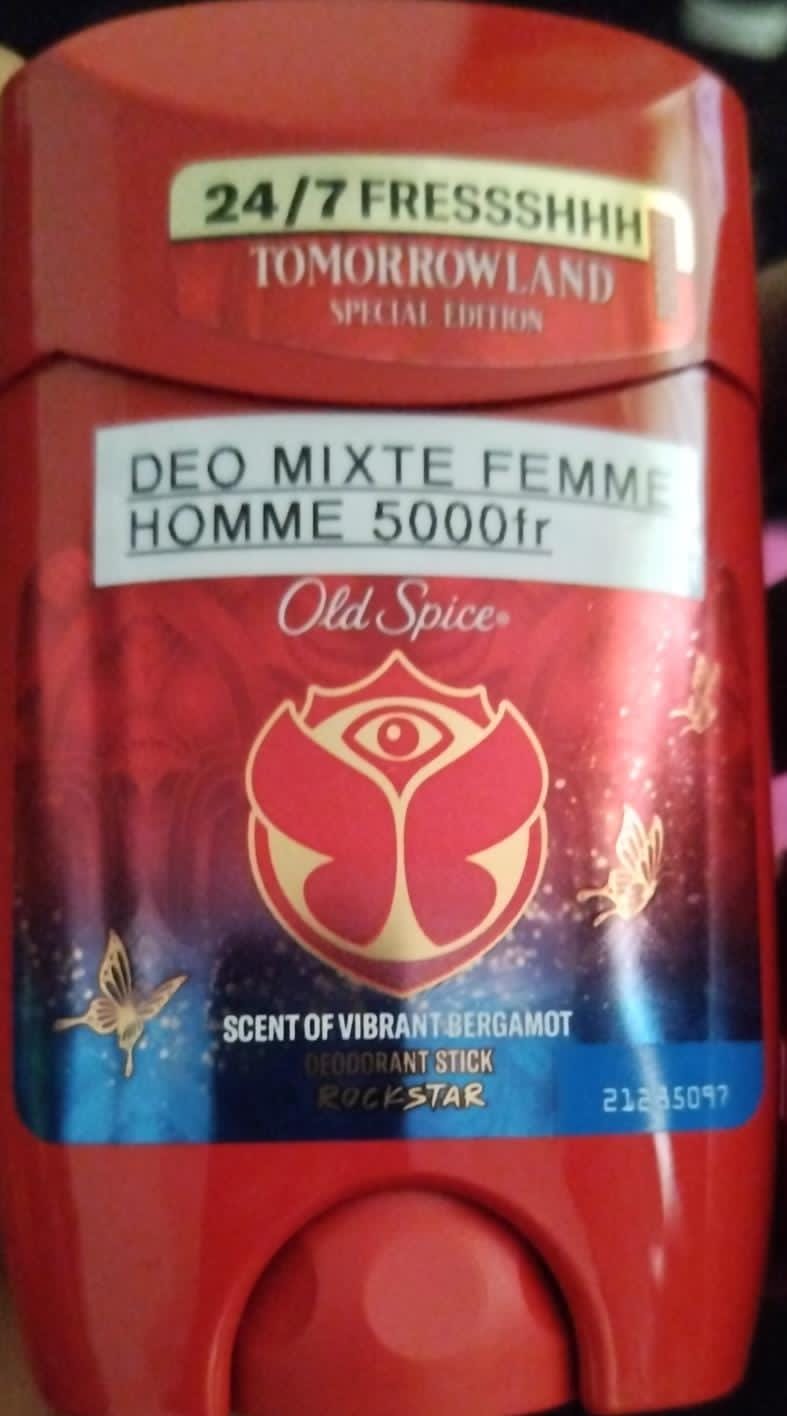 24/7 FRESSSHHH
TOMORROWLAND
SPECIAL EDITION
DEO MIXTE FEMME
HOMME 5000fr
Old Spice
SCENT OF VIBRANT BERGAMOT
DEODORANT STICK
ROCKSTAR